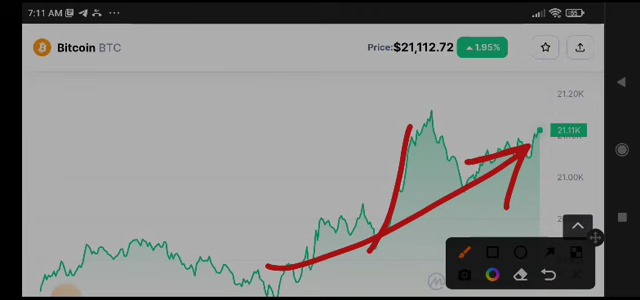 7:11 AM
Bitcoin BTC
Price:$21,112.72
1.95%
21.20K
21.11K
21.00K